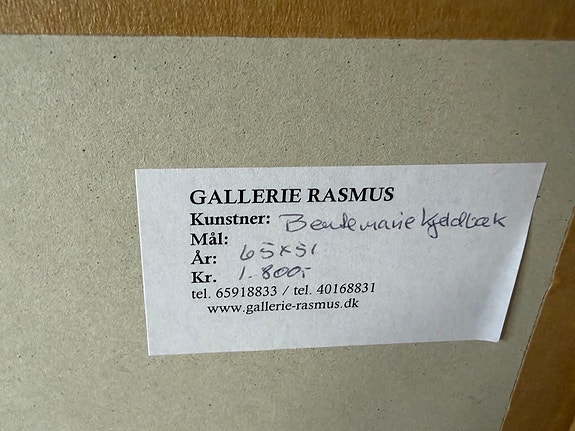 GALLERIE RASMUS
Kunstner: Bentemarie Kjeldbæk
Mål:
År: 65x51
Kr. 1.800,-
tel. 65918833 / tel. 40168831
www.gallerie-rasmus.dk